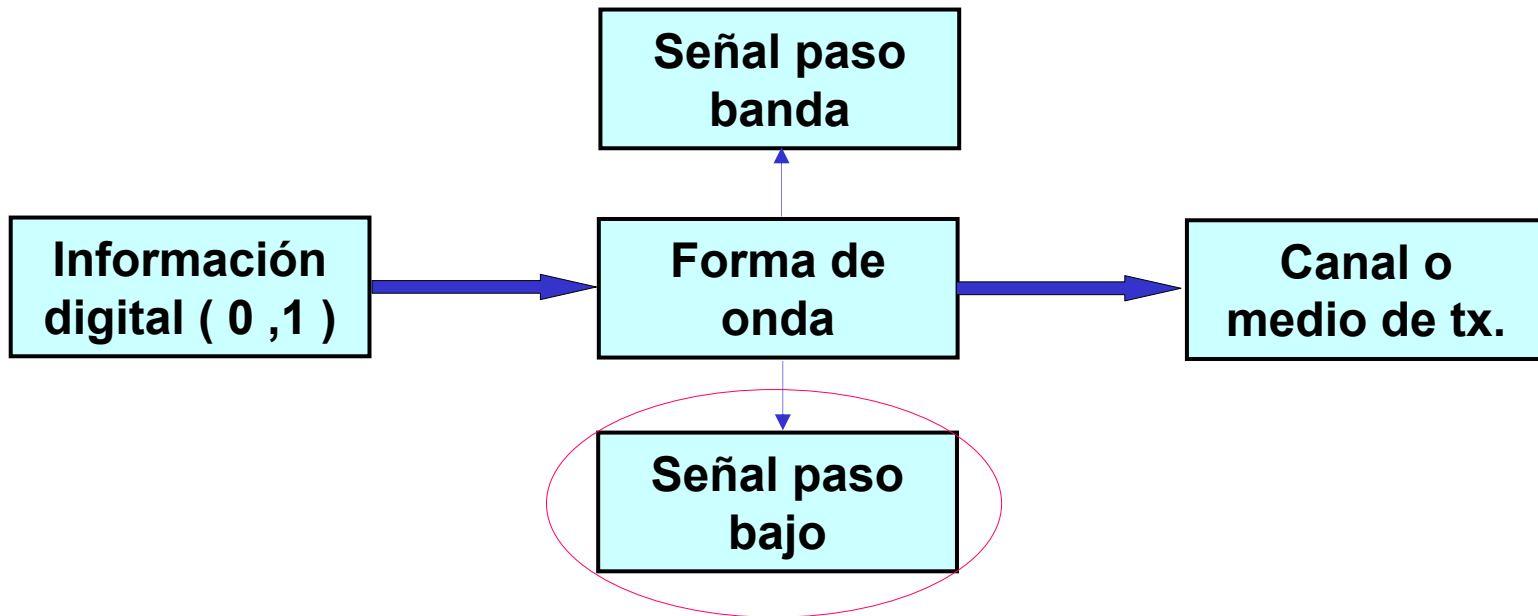 Señal paso
banda
Información
digital ( 0 ,1 )
Forma de
onda
Canal o
medio de tx.
Señal paso
bajo